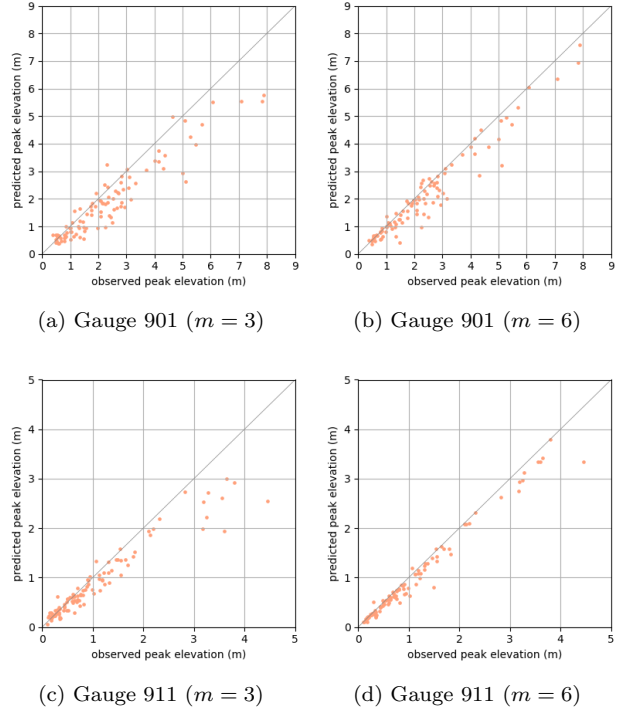 9
8
7
6
5
4
3
2
1
0
predicted peak elevation (m)
0 1 2 3 4 5 6 7 8 9
observed peak elevation (m)
(a) Gauge 901 (m = 3)
9
8
7
6
5
4
3
2
1
0
predicted peak elevation (m)
0 1 2 3 4 5 6 7 8 9
observed peak elevation (m)
(b) Gauge 901 (m = 6)
5
4
3
2
1
0
predicted peak elevation (m)
0 1 2 3 4 5
observed peak elevation (m)
(c) Gauge 911 (m = 3)
5
4
3
2
1
0
predicted peak elevation (m)
0 1 2 3 4 5
observed peak elevation (m)
(d) Gauge 911 (m = 6)